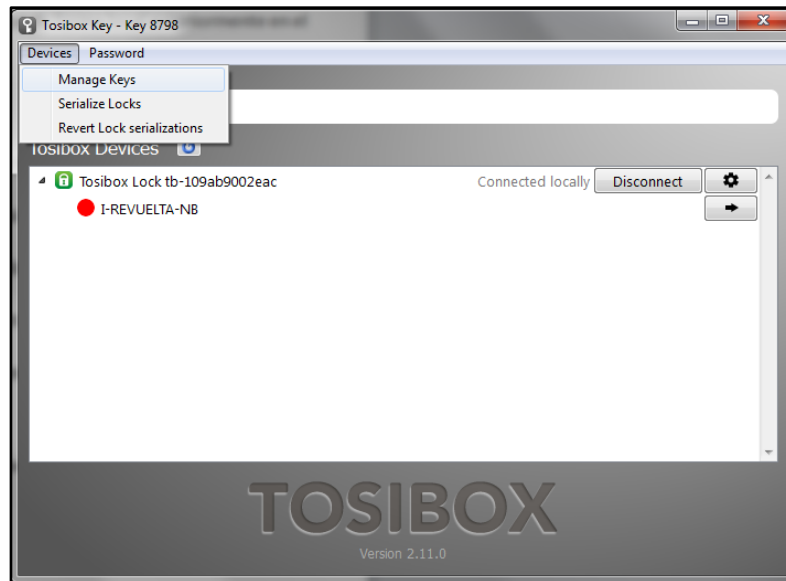 Tosibox Key - Key 8798
Devices Password
Manage Keys
Serialize Locks
Revert Lock serializations
Tosibox Devices
Tosibox Lock tb-109ab9002eac Connected locally Disconnect
I-REVUELTA-NB
TOSIBOX
Version 2.11.0